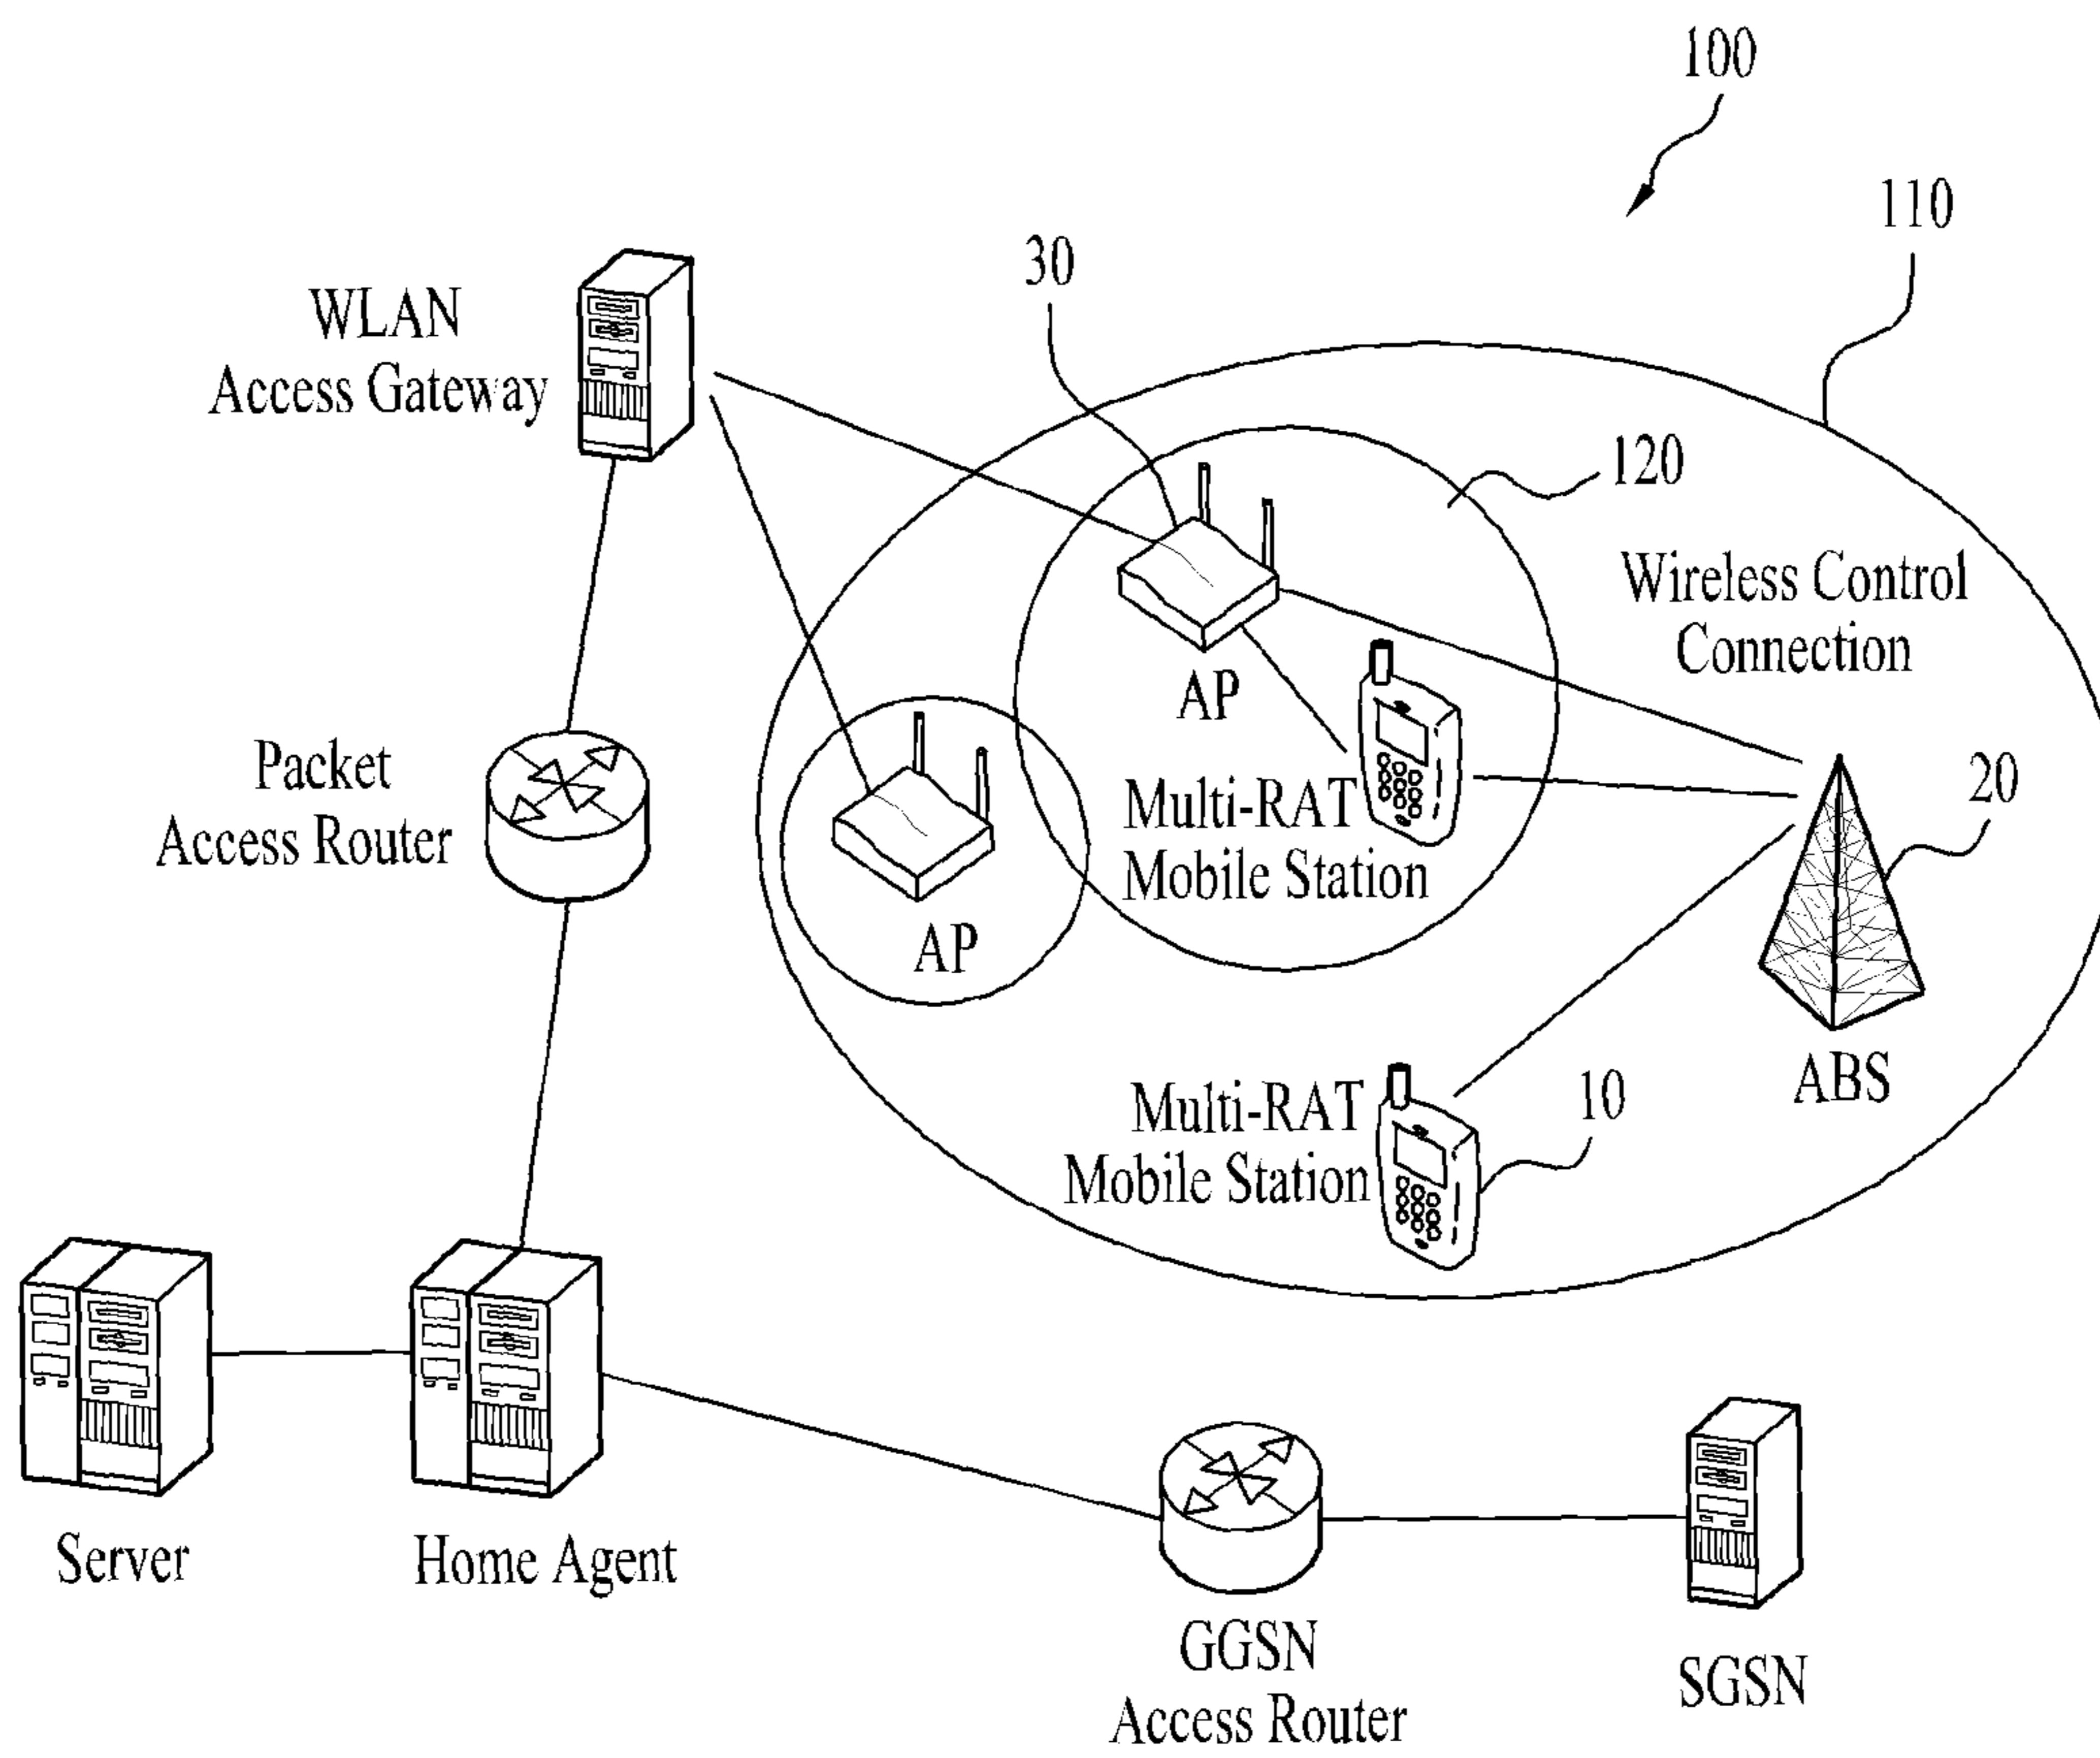 100
110
30
WLAN
Access Gateway
120
Wireless Control
Connection
AP
Packet
Access Router
Multi-RAT
Mobile Station
20
AP
ABS
Multi-RAT
Mobile Station
10
Server
Home Agent
GGSN
Access Router
SGSN